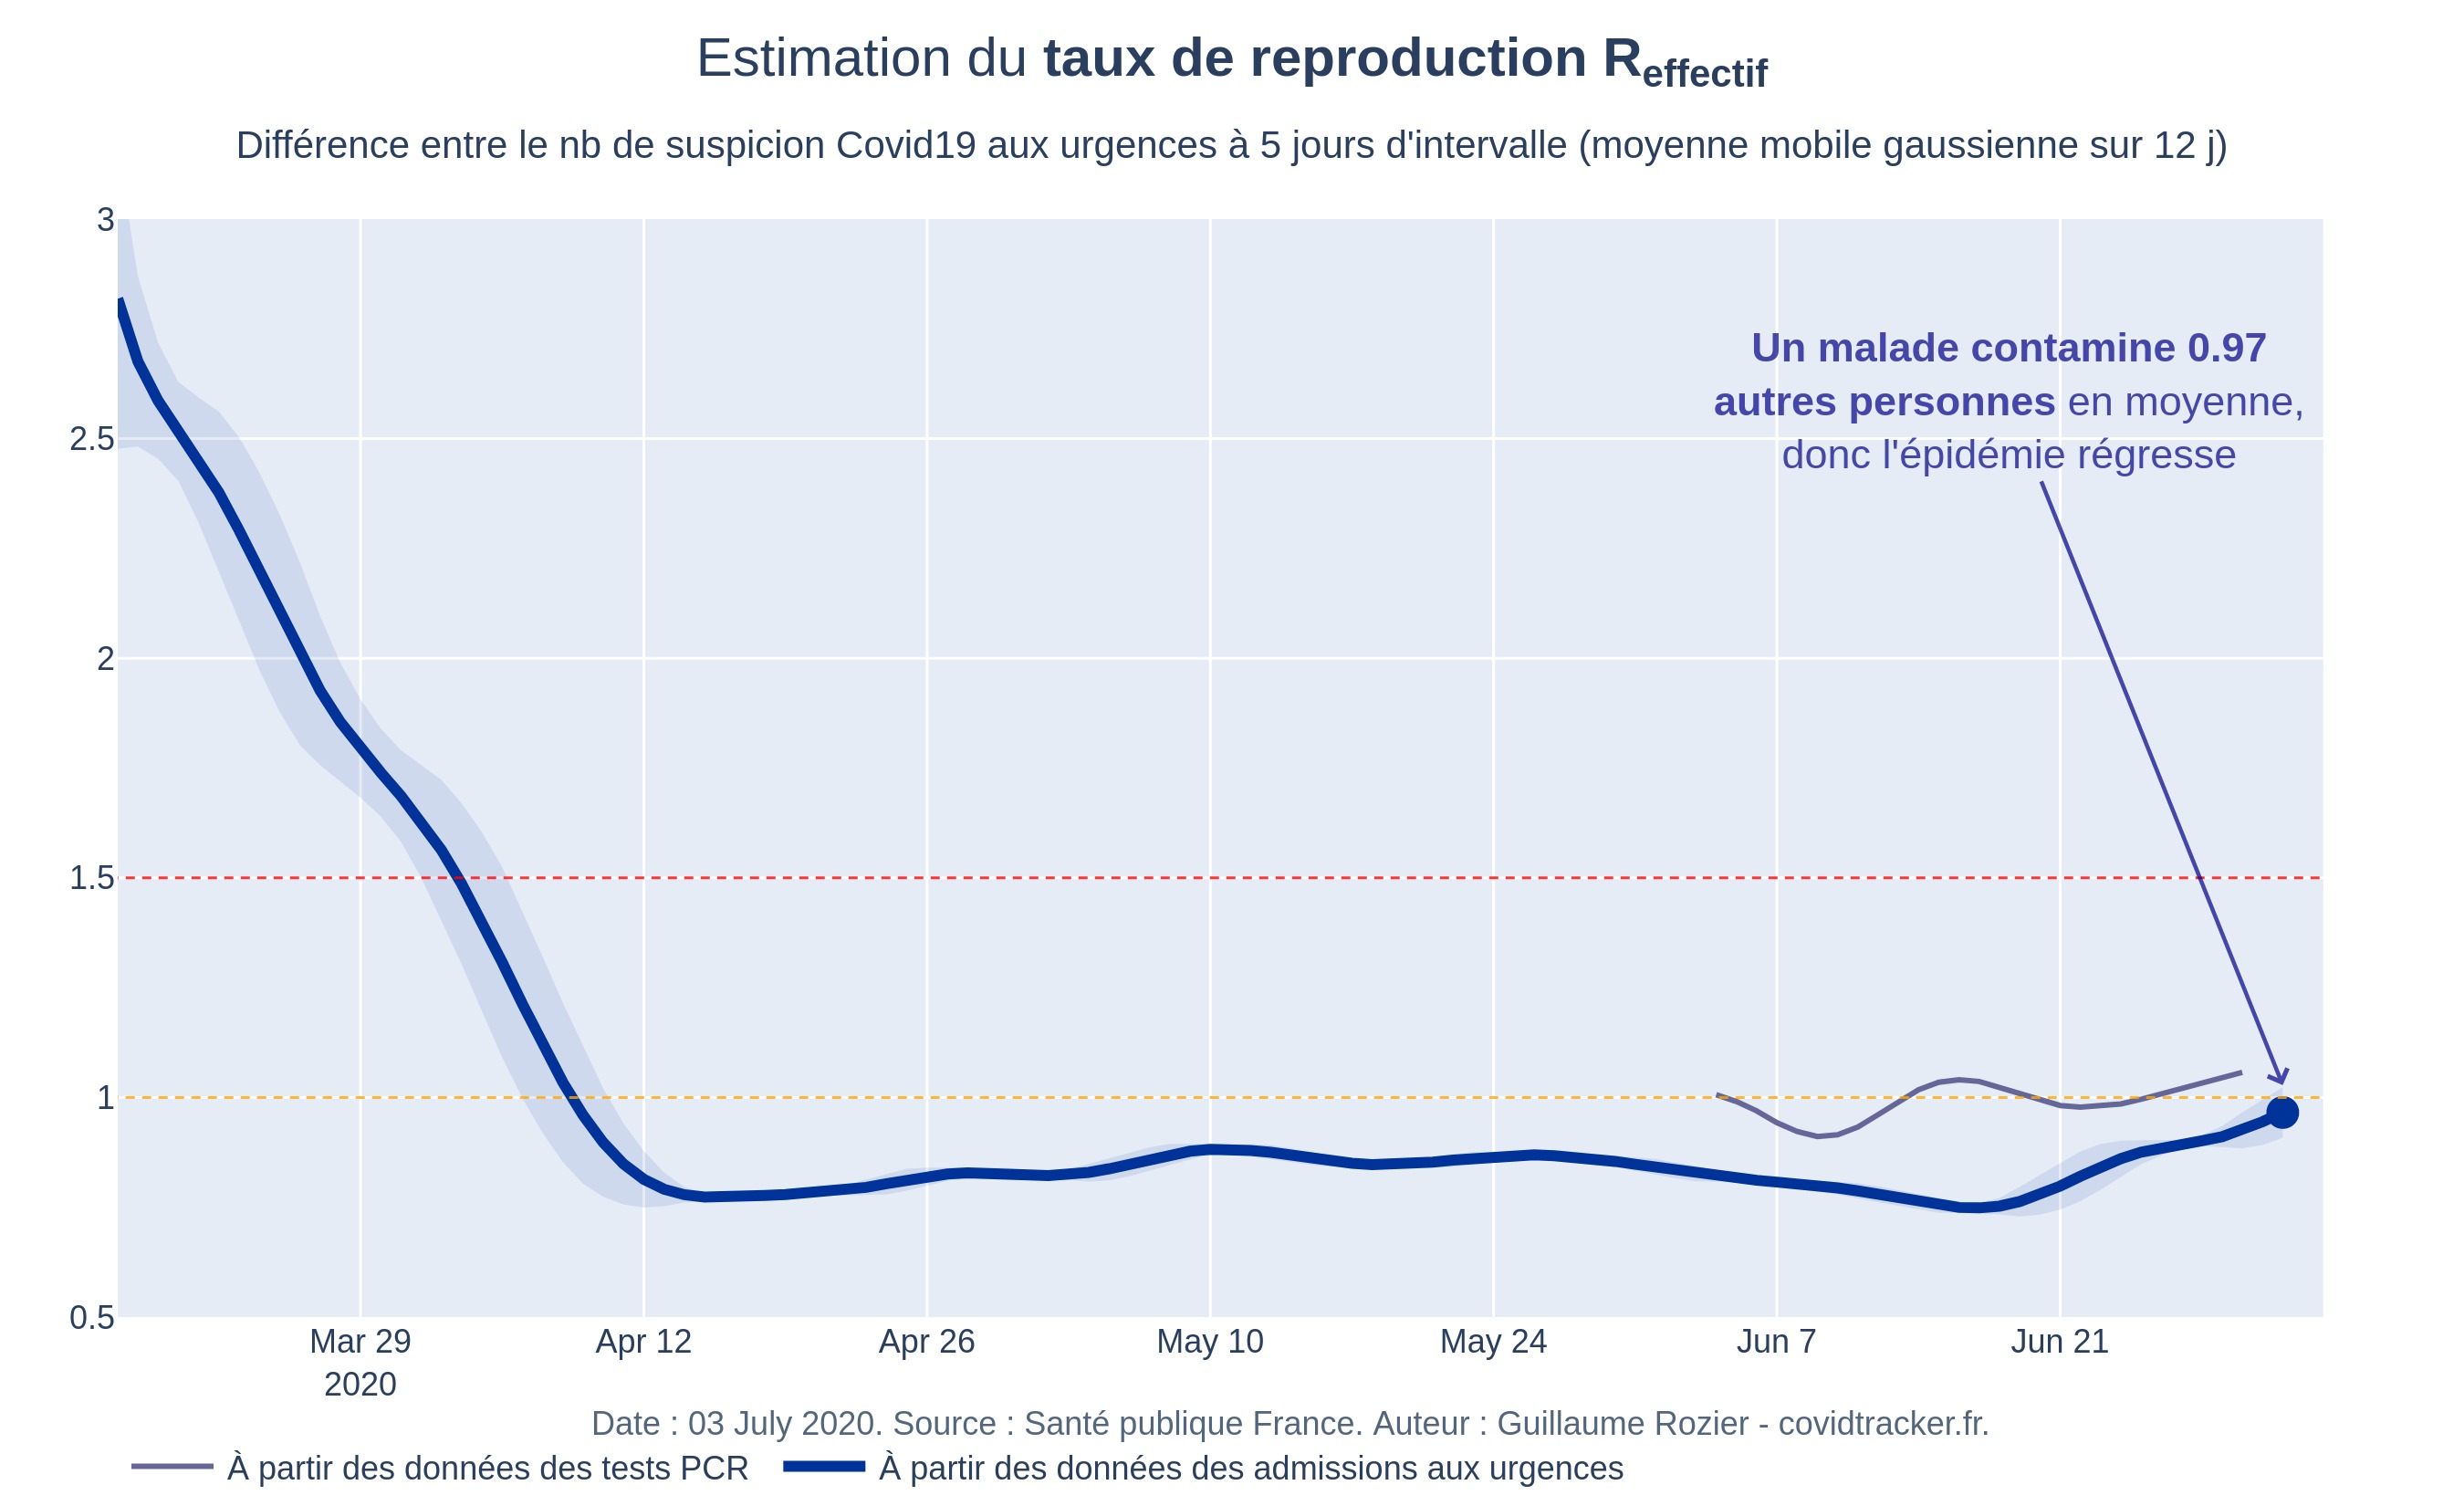 Estimation du taux de reproduction Reffectif
Différence entre le nb de suspicion Covid19 aux urgences à 5 jours d'intervalle (moyenne mobile gaussienne sur 12 j)
3
2.5
2
1.5
1
0.5
Un malade contamine 0.97
autres personnes en moyenne,
donc l'épidémie régresse
Mar 29 Apr 12 Apr 26 May 10 May 24 Jun 7 Jun 21
2020
Date : 03 July 2020. Source : Santé publique France. Auteur : Guillaume Rozier - covidtracker.fr.
À partir des données des tests PCR À partir des données des admissions aux urgences